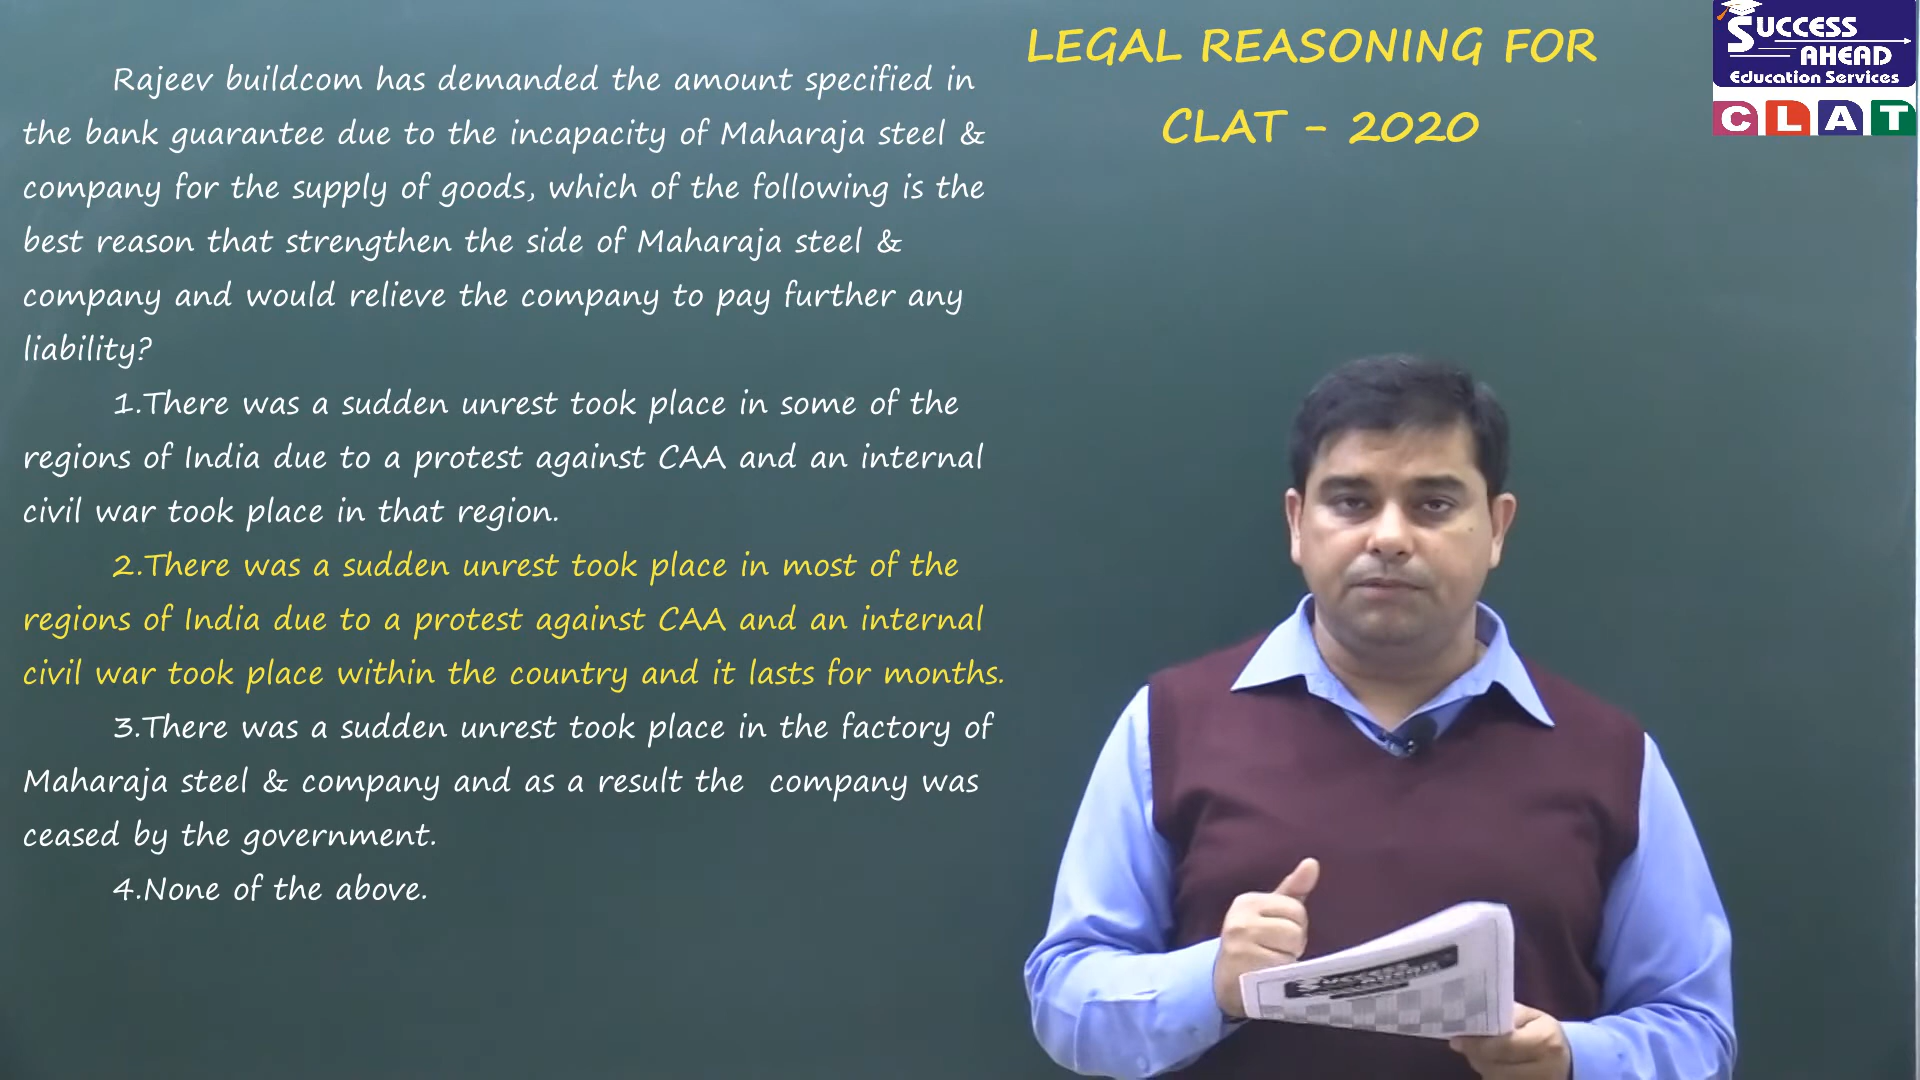 Rajeev buildcom has demanded the amount specified in
the bank guarantee due to the incapacity of Maharaja steel &
company for the supply of goods, which of the following is the
best reason that strengthen the side of Maharaja steel &
company and would relieve the company to pay further any
liability?
1.There was a sudden unrest took place in some of the
regions of India due to a protest against CAA and an internal
civil war took place in that region.
2.There was a sudden unrest took place in most of the
regions of India due to a protest against CAA and an internal
civil war took place within the country and it lasts for months.
3.There was a sudden unrest took place in the factory of
Maharaja steel & company and as a result the company was
ceased by the government.
4.None of the above.
LEGAL REASONING FOR
CLAT - 2020
SUCCESS
AHEAD
Education Services
CLAT